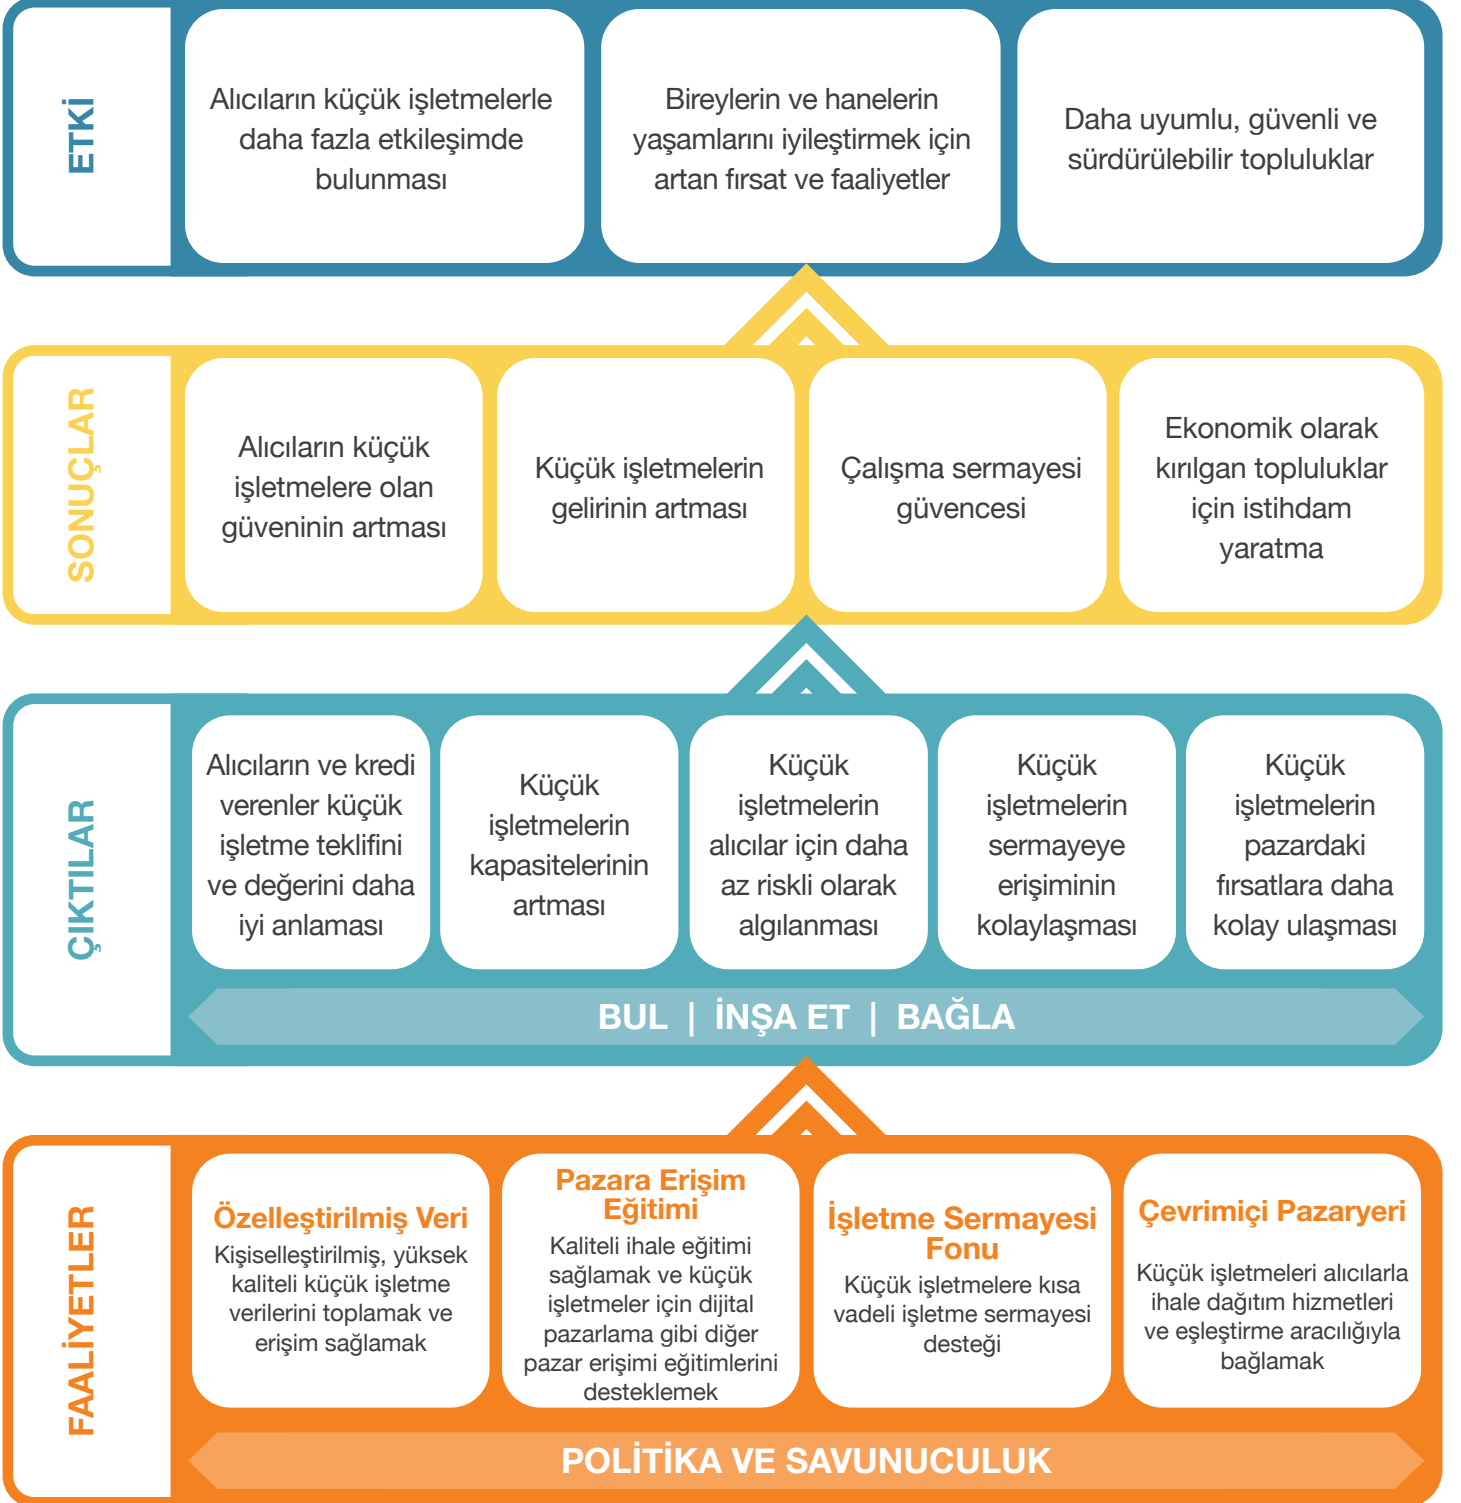 ETKİ
Alıcıların küçük işletmelerle
daha fazla etkileşimde
bulunması
Bireylerin ve hanelerin
yaşamlarını iyileştirmek için
artan fırsat ve faaliyetler
Daha uyumlu, güvenli ve
sürdürülebilir topluluklar
SONUÇLAR
Alıcıların küçük
işletmelere olan
güveninin artması
Küçük işletmelerin
gelirinin artması
Çalışma sermayesi
güvencesi
Ekonomik olarak
kırılgan topluluklar
için istihdam
yaratma
ÇIKTILAR
Alıcıların ve kredi
verenler küçük
işletme teklifini
ve değerini daha
iyi anlaması
Küçük
işletmelerin
kapasitelerinin
artması
Küçük
işletmelerin
alıcılar için daha
az riskli olarak
algılanması
Küçük
işletmelerin
sermayeye
erişiminin
kolaylaşması
Küçük
işletmelerin
pazardaki
fırsatlara daha
kolay ulaşması
BUL | İNŞA ET | BAĞLA
FAALİYETLER
Özelleştirilmiş Veri
Kişiselleştirilmiş, yüksek
kaliteli küçük işletme
verilerini toplamak ve
erişim sağlamak
Pazara Erişim
Eğitimi
Kaliteli ihale eğitimi
sağlamak ve küçük
işletmeler için dijital
pazarlama gibi diğer
pazar erişimi eğitimlerini
desteklemek
İşletme Sermayesi
Fonu
Küçük işletmelere kısa
vadeli işletme sermayesi
desteği
Çevrimiçi Pazaryeri
Küçük işletmeleri alıcılarla
ihale dağıtım hizmetleri
ve eşleştirme aracılığıyla
bağlamak
POLİTİKA VE SAVUNUCULUK